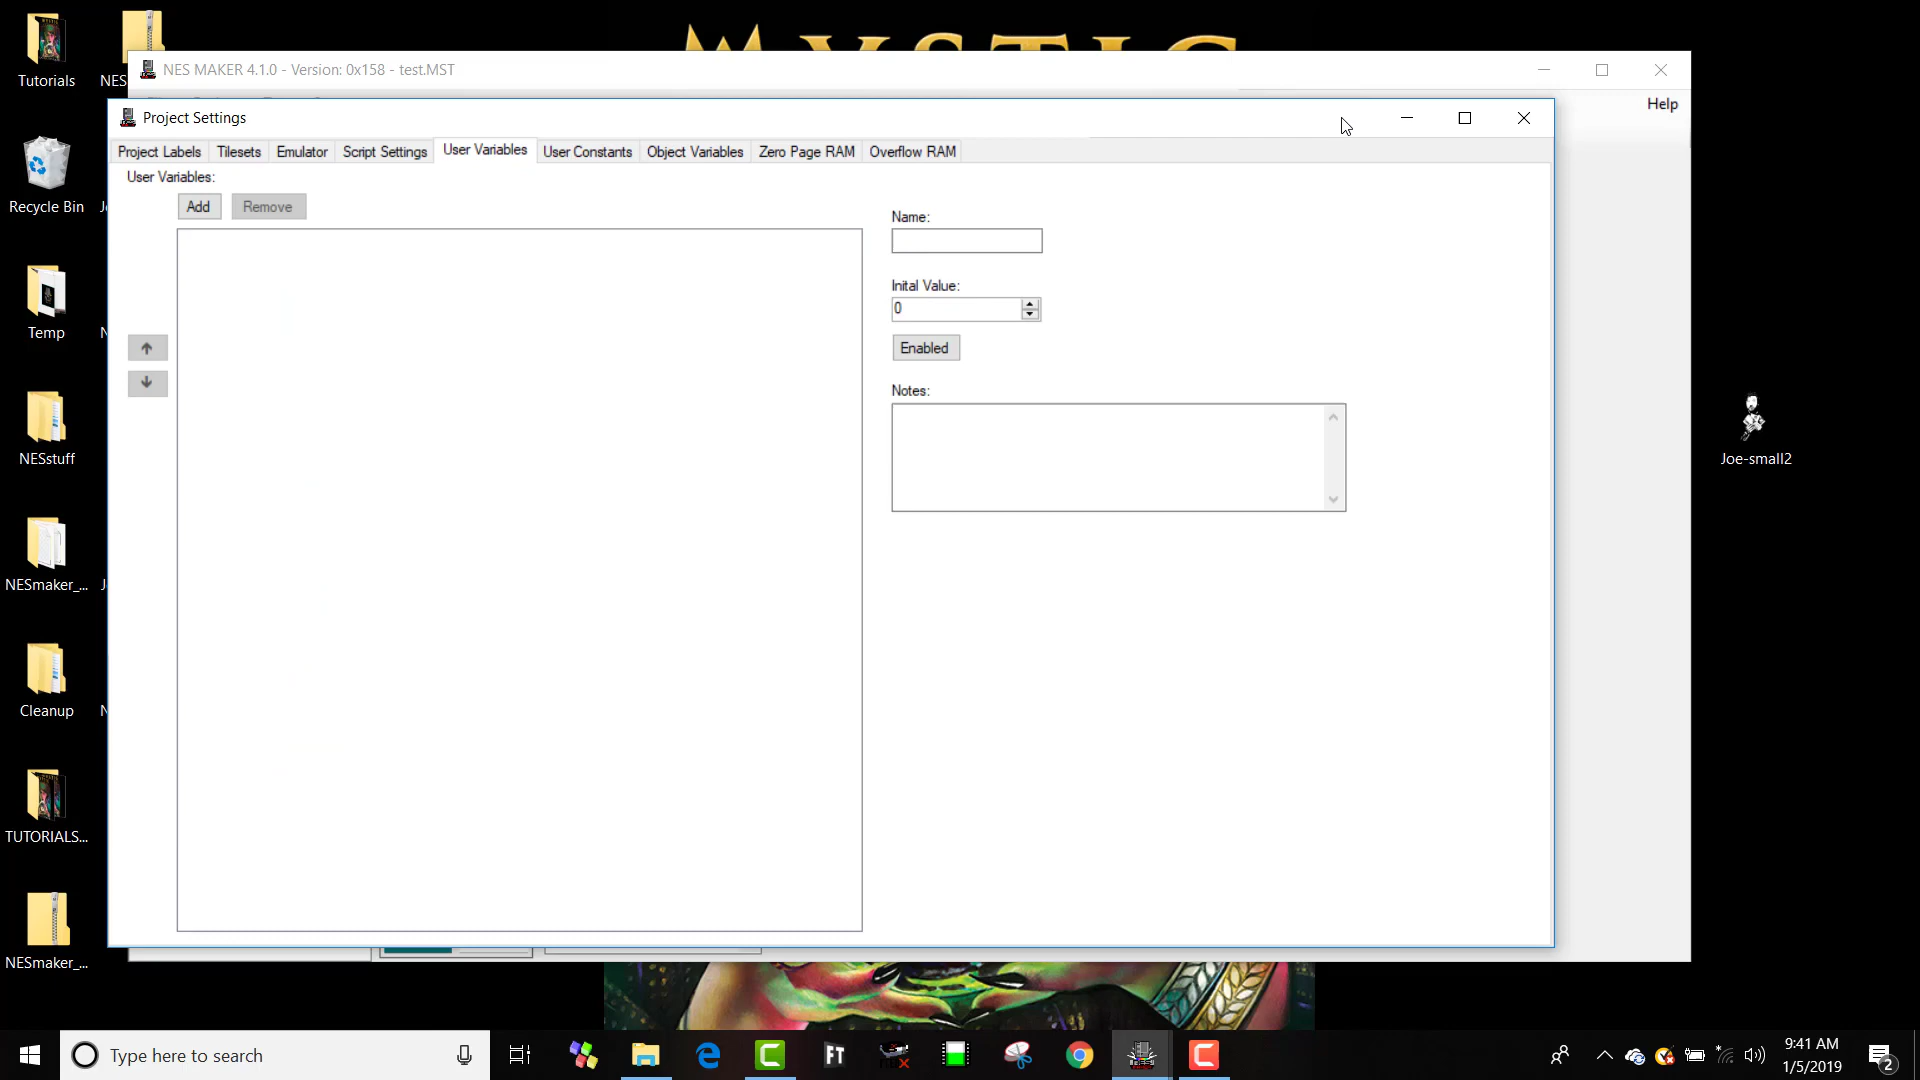 MYSTIC
Tutorials
NES
NES MAKER 4.1.0 - Version: 0x158 - test.MST
Help
Project Settings
Project Labels
Tilesets
Emulator
Script Settings
User Variables
User Constants
Object Variables
Zero Page RAM
Overflow RAM
User Variables:
Add
Remove
Name:
Inital Value:
0
Enabled
Notes:
Recycle Bin
Temp
NESstuff
NESmaker_...
Cleanup
TUTORIALS...
NESmaker_...
Joe-small2
Type here to search
FT
9:41 AM
1/5/2019
2